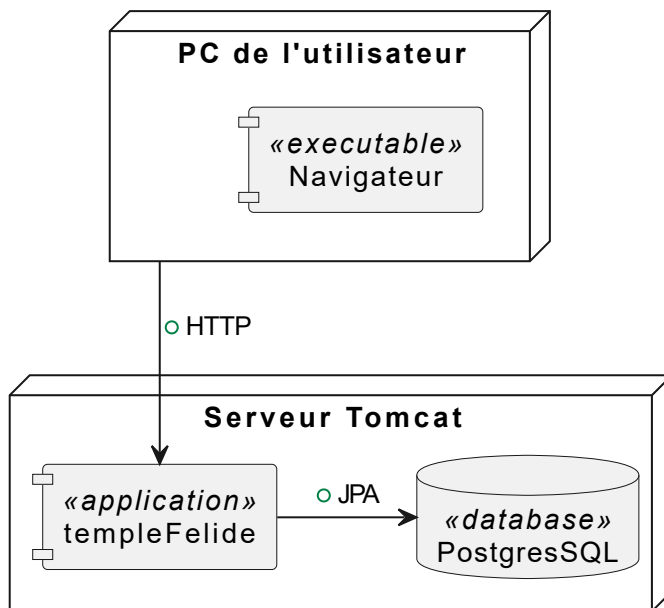 PC de l'utilisateur
«executable»
Navigateur
HTTP
Serveur Tomcat
«application»
templeFelide
JPA
«database»
PostgresSQL